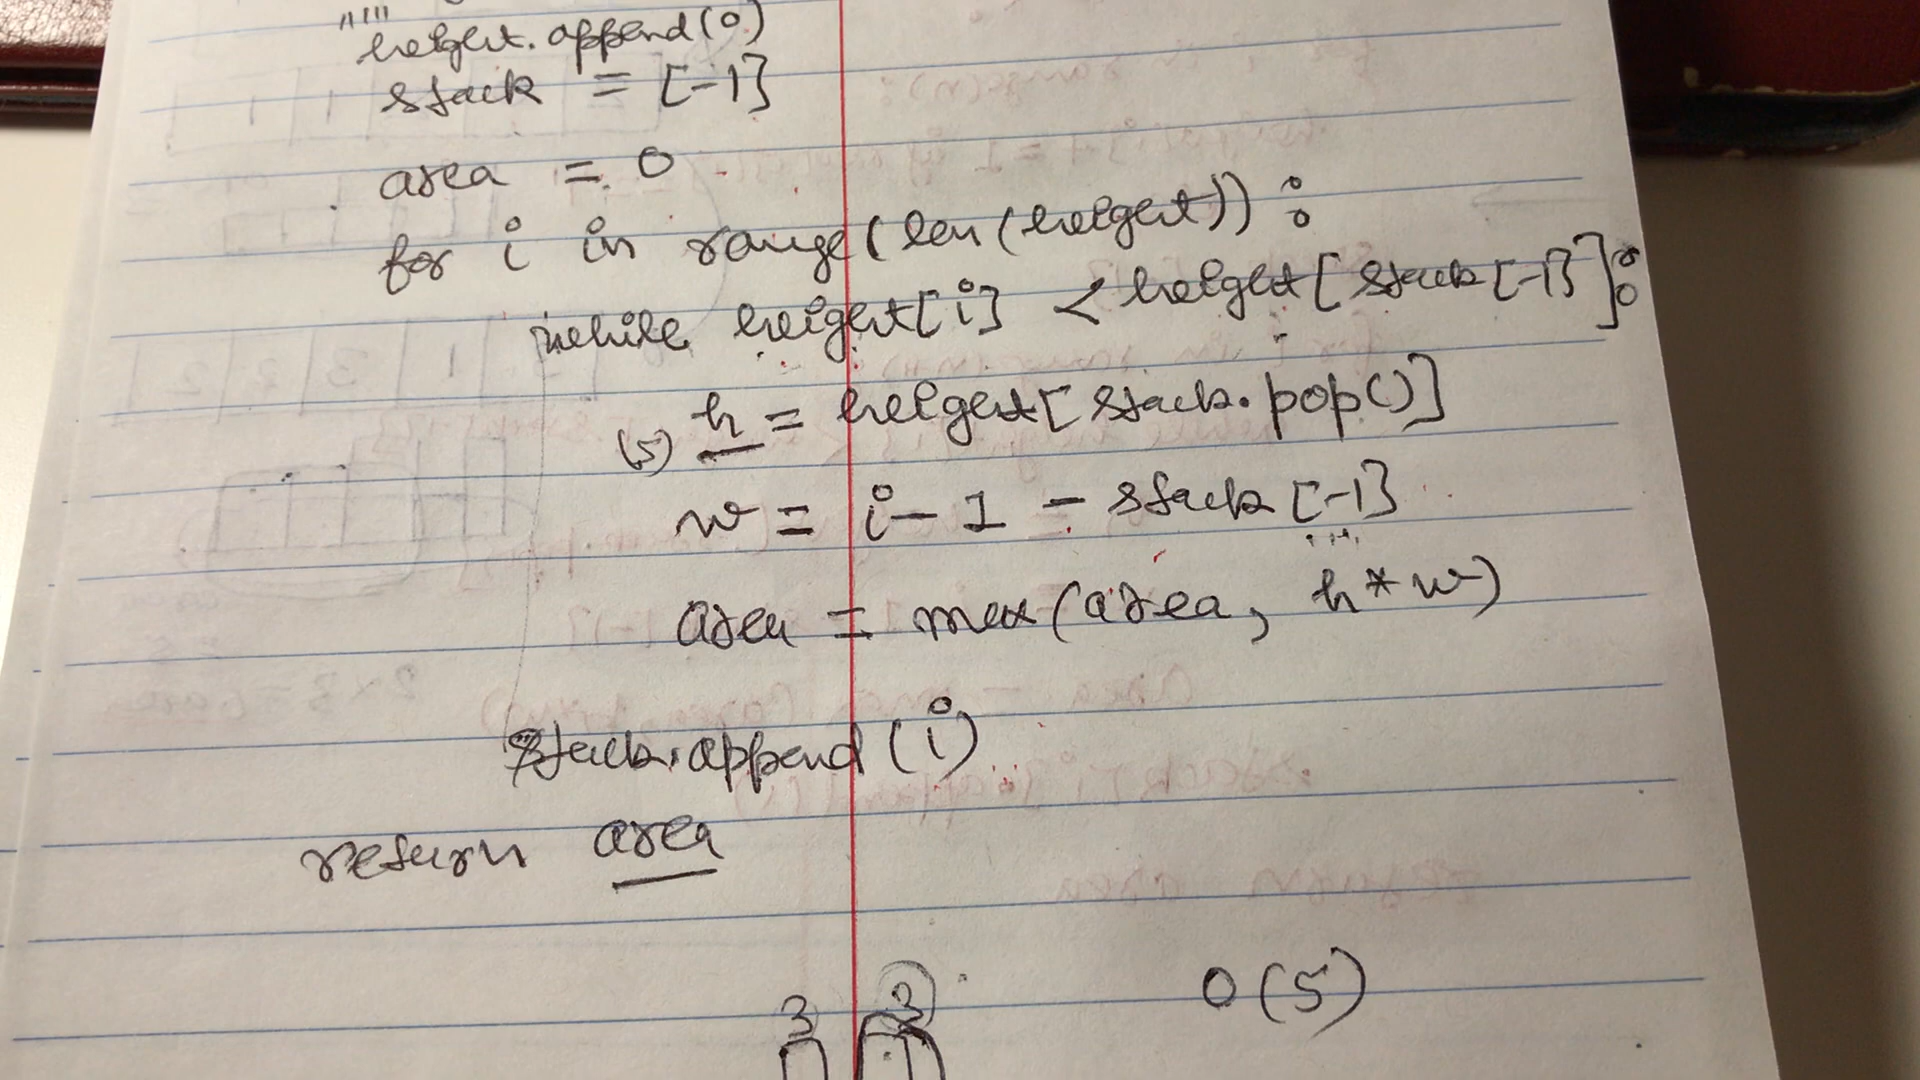 height.append(0)
stack = [-1]
area = 0
for i in range(len(height)):
while height[i] < height[stack[-1]]:
(5) h = height[stack.pop()]
w = i - 1 - stack[-1]
area = max(area, h*w)
stack.append(i)
return area
O(5)
3 2